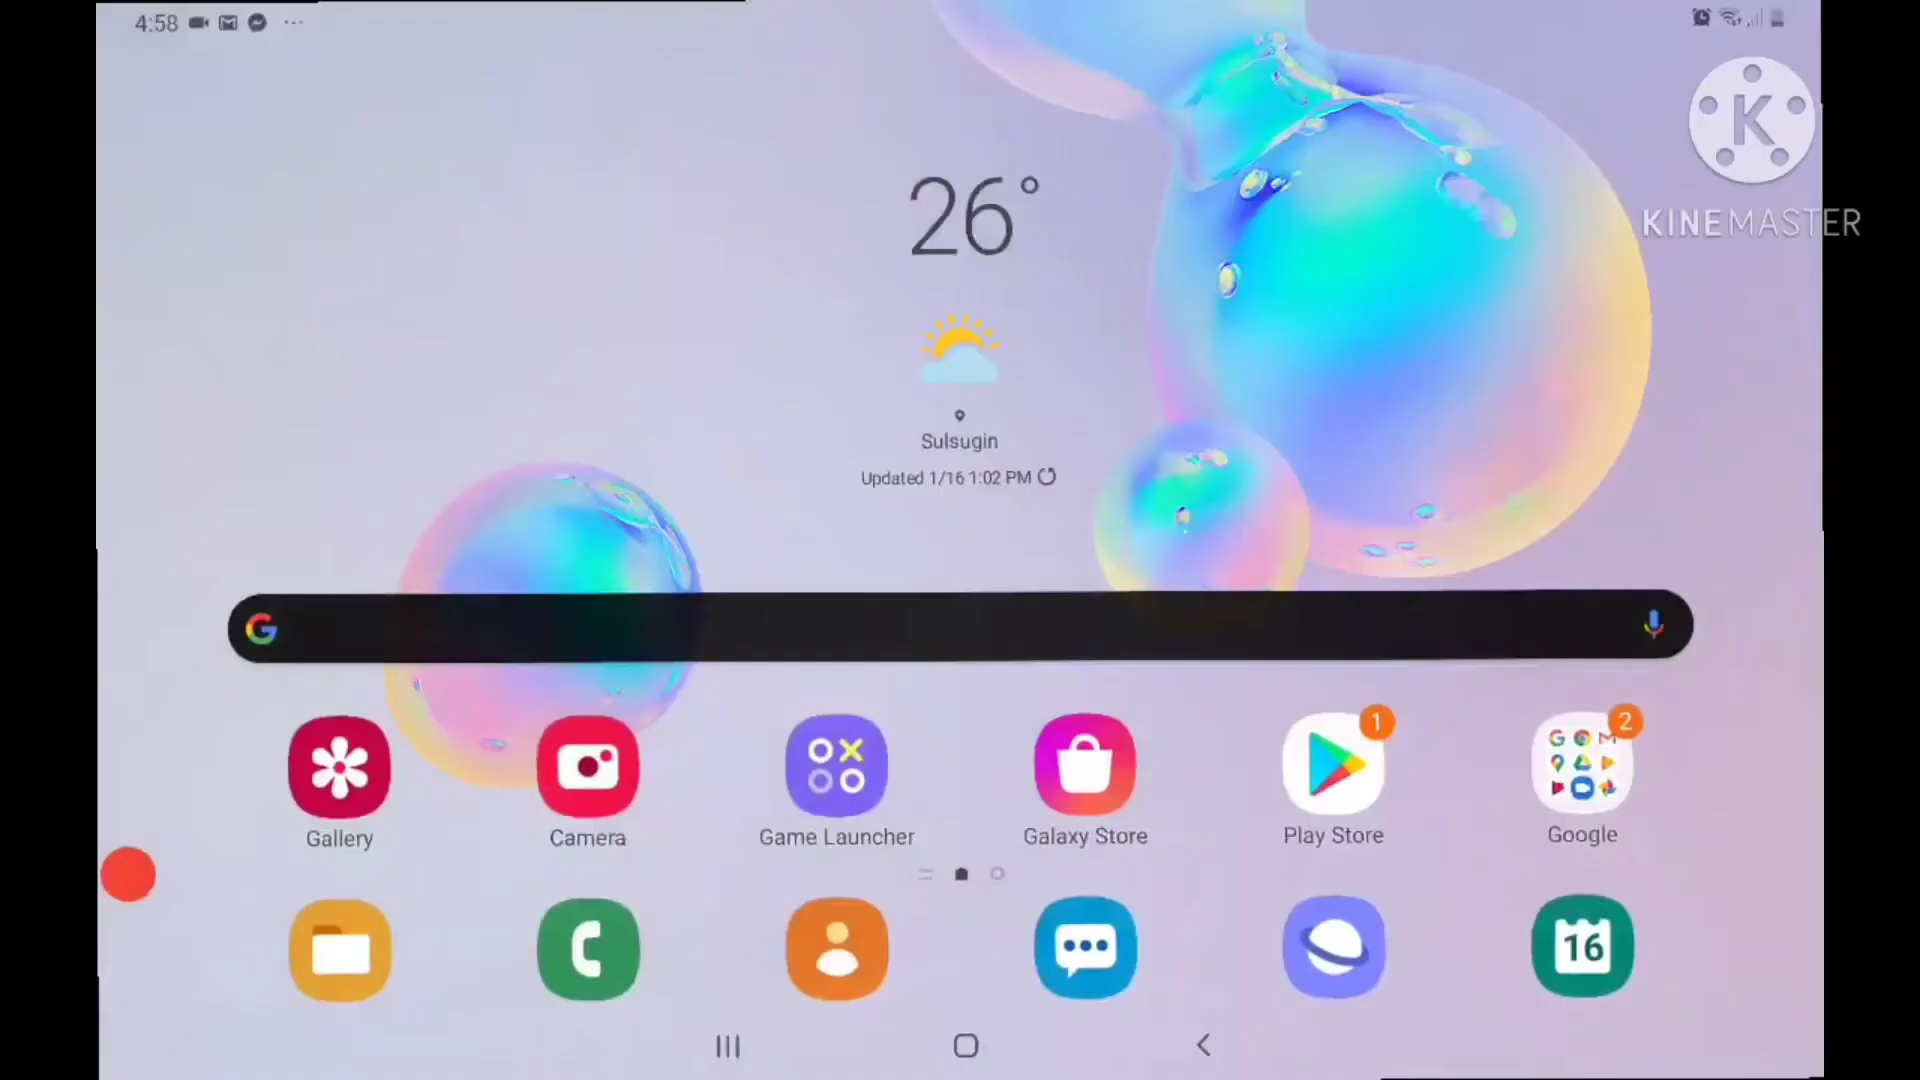 4:58
K
KINEMASTER
26°
Sulsugin
Updated 1/16 1:02 PM
1
2
Gallery
Camera
Game Launcher
Galaxy Store
Play Store
Google
16